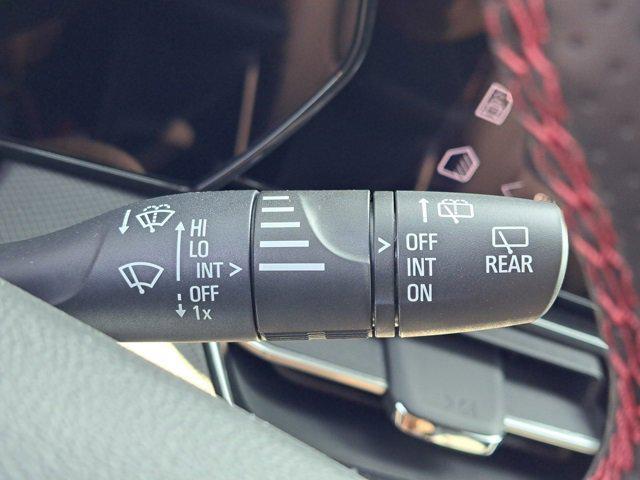 HI
LO
INT >
OFF
1x
>
OFF
INT
ON
REAR